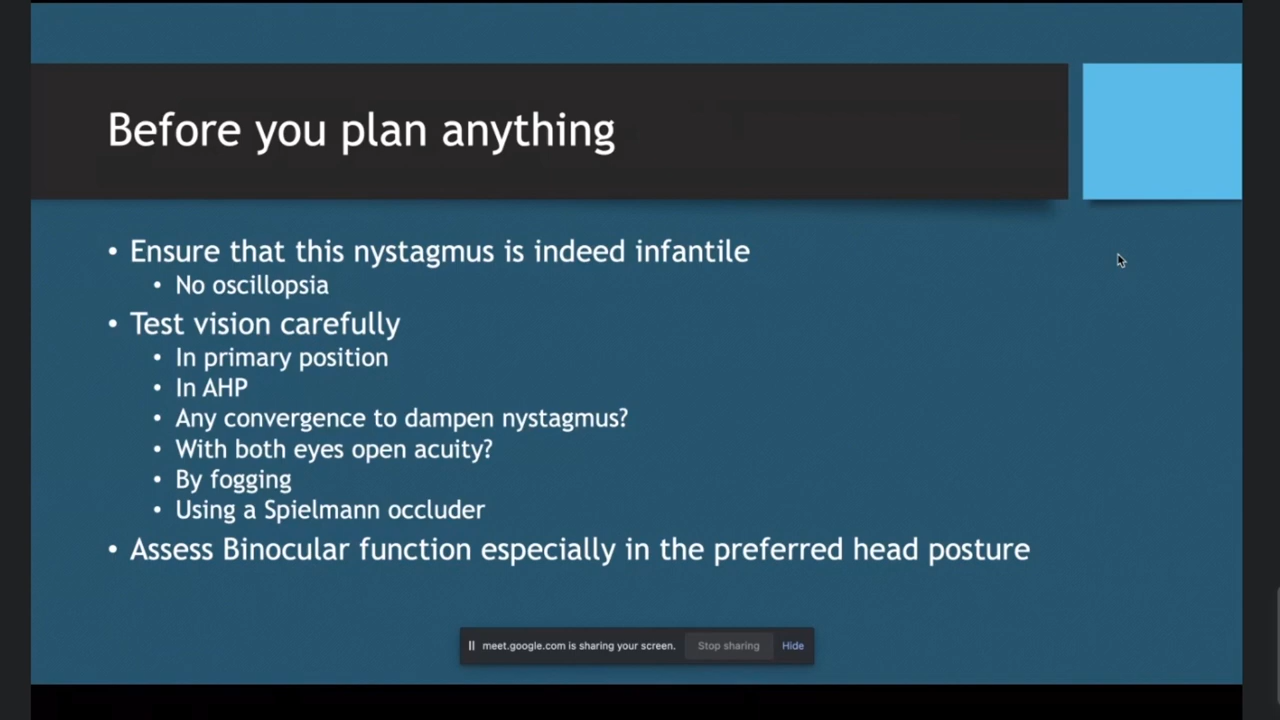 Before you plan anything
• Ensure that this nystagmus is indeed infantile
• No oscillopsia
• Test vision carefully
• In primary position
• In AHP
• Any convergence to dampen nystagmus?
• With both eyes open acuity?
• By fogging
• Using a Spielmann occluder
• Assess Binocular function especially in the preferred head posture
meet.google.com is sharing your screen. Stop sharing Hide